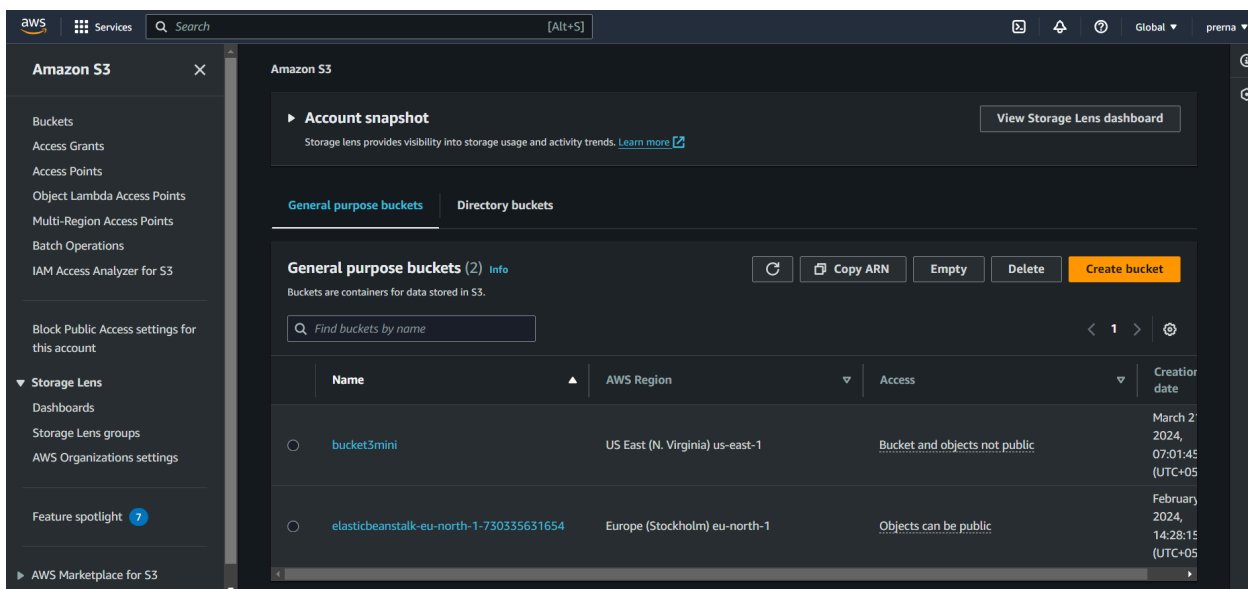 aws
Services
Search
[Alt+S]
Global
prerna
Amazon S3
Buckets
Access Grants
Access Points
Object Lambda Access Points
Multi-Region Access Points
Batch Operations
IAM Access Analyzer for S3
Block Public Access settings for
this account
Storage Lens
Dashboards
Storage Lens groups
AWS Organizations settings
Feature spotlight 7
AWS Marketplace for S3
Amazon S3
Account snapshot
Storage lens provides visibility into storage usage and activity trends. Learn more
View Storage Lens dashboard
General purpose buckets
Directory buckets
General purpose buckets (2) Info
Buckets are containers for data stored in S3.
Copy ARN
Empty
Delete
Create bucket
Find buckets by name
1
Name
AWS Region
Access
Creation
date
bucket3mini
US East (N. Virginia) us-east-1
Bucket and objects not public
March
2024,
07:01:45
(UTC+05
elasticbeanstalk-eu-north-1-730335631654
Europe (Stockholm) eu-north-1
Objects can be public
February
2024,
14:28:15
(UTC+05